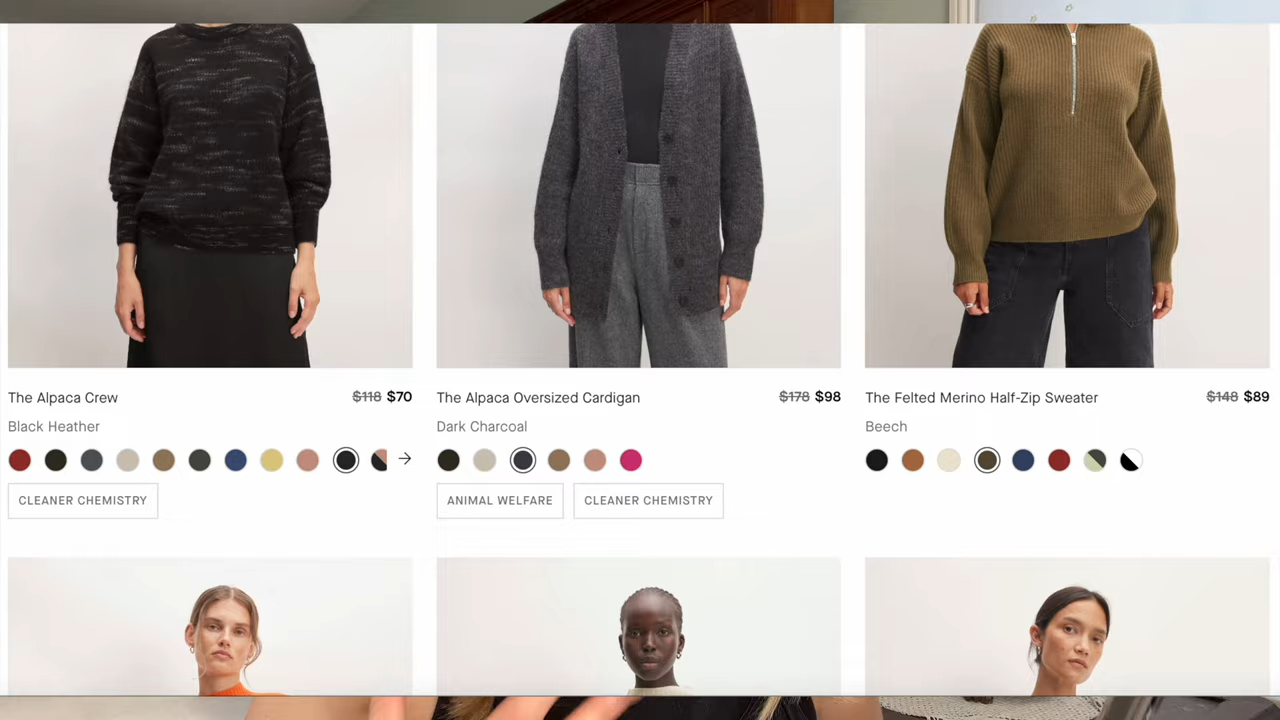 The Alpaca Crew $118 $70
Black Heather
CLEANER CHEMISTRY
The Alpaca Oversized Cardigan $178 $98
Dark Charcoal
ANIMAL WELFARE CLEANER CHEMISTRY
The Felted Merino Half-Zip Sweater $148 $89
Beech